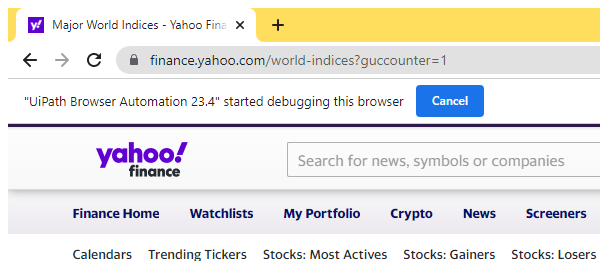 y! Major World Indices - Yahoo Fina
finance.yahoo.com/world-indices?guccounter=1
"UiPath Browser Automation 23.4" started debugging this browser Cancel
yahoo!
finance
Search for news, symbols or companies
Finance Home Watchlists My Portfolio Crypto News Screeners
Calendars Trending Tickers Stocks: Most Actives Stocks: Gainers Stocks: Losers